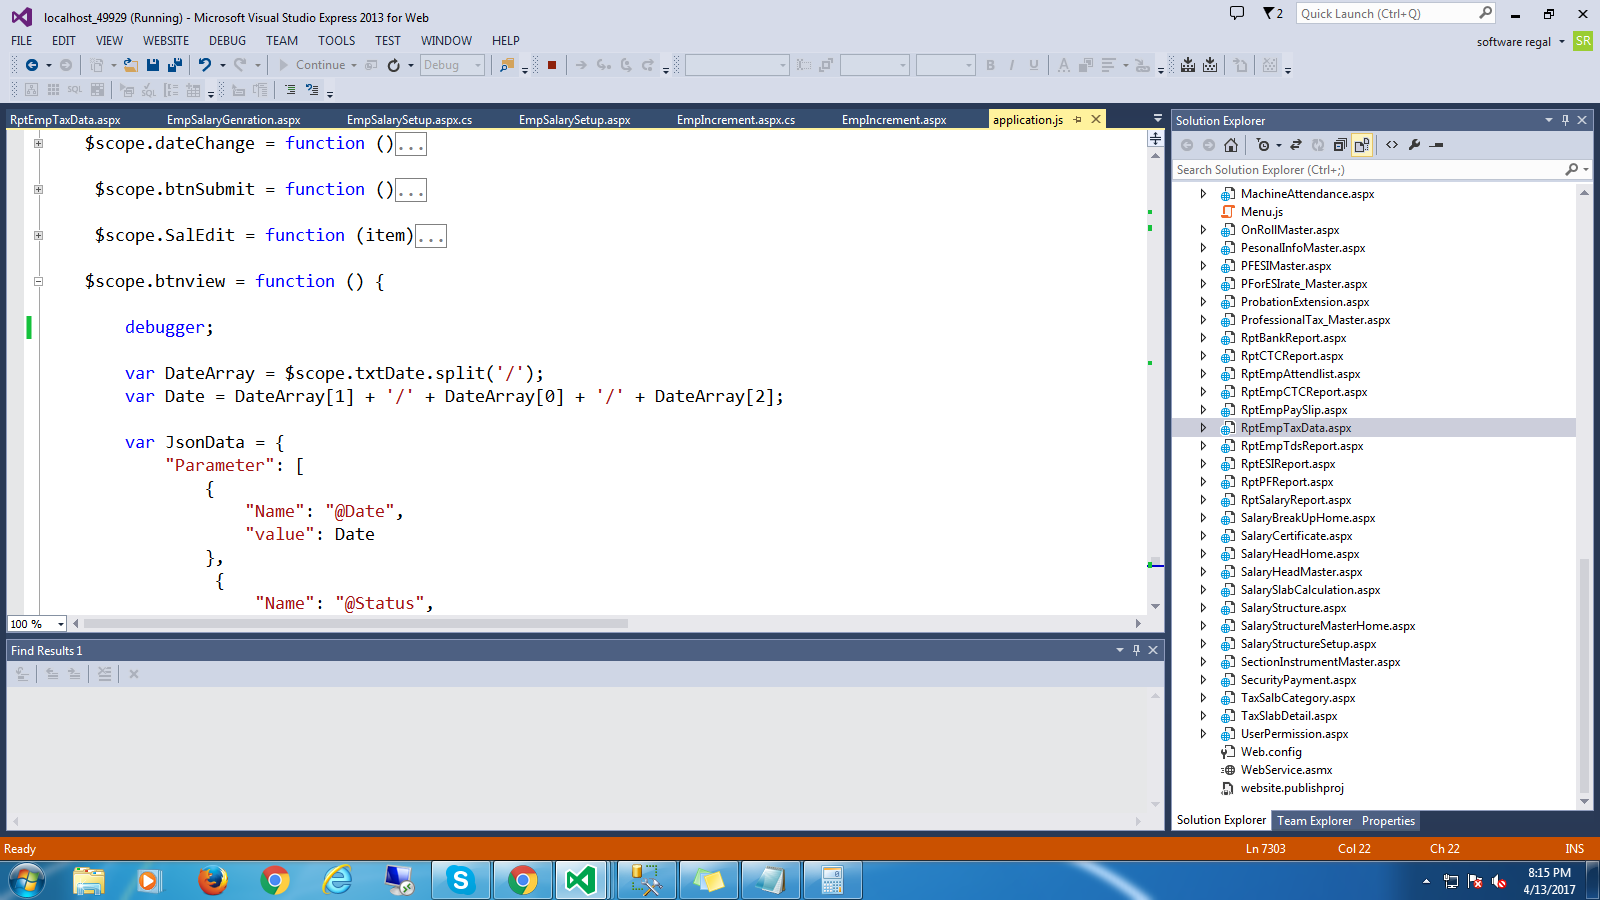 localhost_49929 (Running) - Microsoft Visual Studio Express 2013 for Web
2
Quick Launch (Ctrl+Q)
FILE EDIT VIEW WEBSITE DEBUG TEAM TOOLS TEST WINDOW HELP
software regal
SR
Continue
Debug
SQL
SQL
RptEmpTaxData.aspx EmpSalaryGenration.aspx EmpSalarySetup.aspx.cs EmpSalarySetup.aspx EmpIncrement.aspx.cs EmpIncrement.aspx application.js
$scope.dateChange = function ()...
$scope.btnSubmit = function ()...
$scope.SalEdit = function (item)...
$scope.btnview = function () {
debugger;
var DateArray = $scope.txtDate.split('/');
var Date = DateArray[1] + '/' + DateArray[0] + '/' + DateArray[2];
var JsonData = {
"Parameter": [
{
"Name": "@Date",
"value": Date
},
{
"Name": "@Status",
100 %
Find Results 1
Solution Explorer
Search Solution Explorer (Ctrl+;)
MachineAttendance.aspx
Menu.js
OnRollMaster.aspx
PesonalInfoMaster.aspx
PFESIMaster.aspx
PForESIrate_Master.aspx
ProbationExtension.aspx
ProfessionalTax_Master.aspx
RptBankReport.aspx
RptCTCReport.aspx
RptEmpAttendlist.aspx
RptEmpCTCReport.aspx
RptEmpPaySlip.aspx
RptEmpTaxData.aspx
RptEmpTdsReport.aspx
RptESIReport.aspx
RptPFReport.aspx
RptSalaryReport.aspx
SalaryBreakUpHome.aspx
SalaryCertificate.aspx
SalaryHeadHome.aspx
SalaryHeadMaster.aspx
SalarySlabCalculation.aspx
SalaryStructure.aspx
SalaryStructureMasterHome.aspx
SalaryStructureSetup.aspx
SectionInstrumentMaster.aspx
SecurityPayment.aspx
TaxSalbCategory.aspx
TaxSlabDetail.aspx
UserPermission.aspx
Web.config
WebService.asmx
website.publishproj
Solution Explorer Team Explorer Properties
Ready Ln 7303 Col 22 Ch 22 INS
8:15 PM
4/13/2017